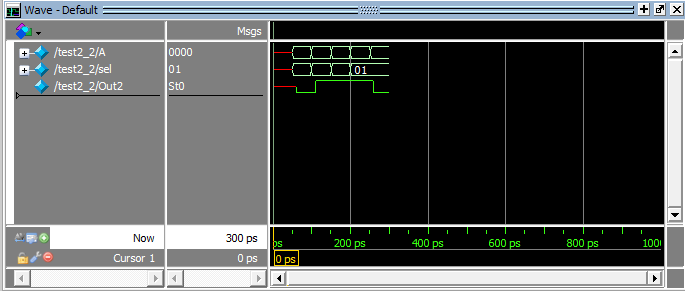 Wave - Default
Msgs
/test2_2/A 0000
/test2_2/sel 01 01
/test2_2/Out2 St0
Now 300 ps ps 200 ps 400 ps 600 ps 800 ps 1000
Cursor 1 0 ps 0 ps